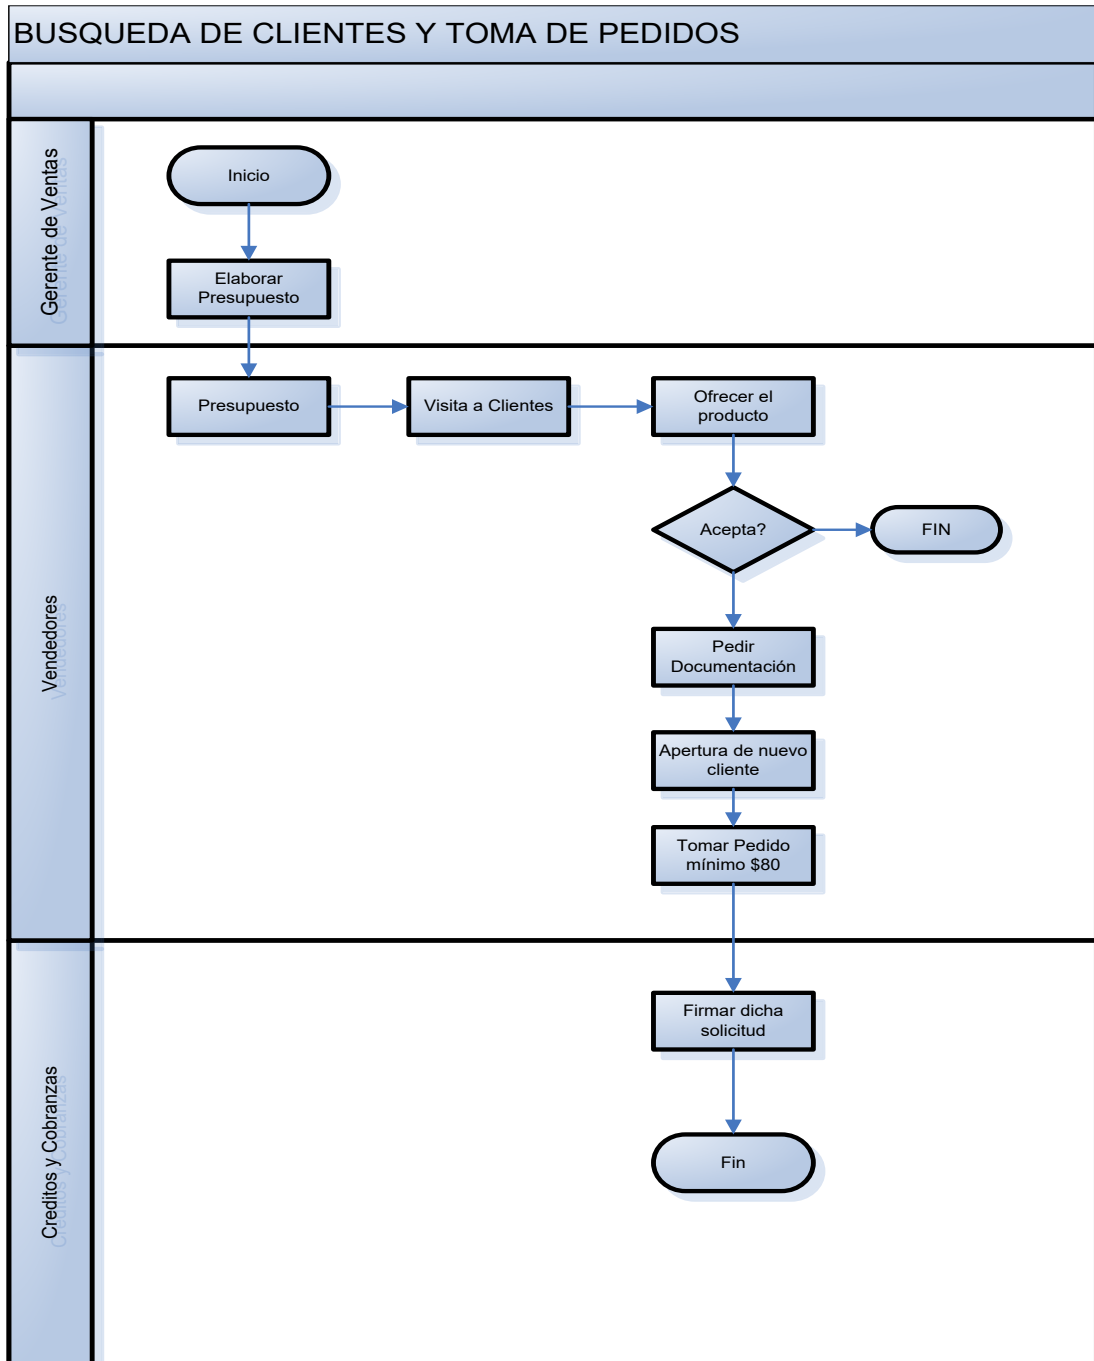 BUSQUEDA DE CLIENTES Y TOMA DE PEDIDOS
Gerente de Ventas
Inicio
Elaborar
Presupuesto
Vendedores
Presupuesto
Visita a Clientes
Ofrecer el
producto
Acepta?
FIN
Pedir
Documentación
Apertura de nuevo
cliente
Tomar Pedido
mínimo $80
Creditos y Cobranzas
Firmar dicha
solicitud
Fin